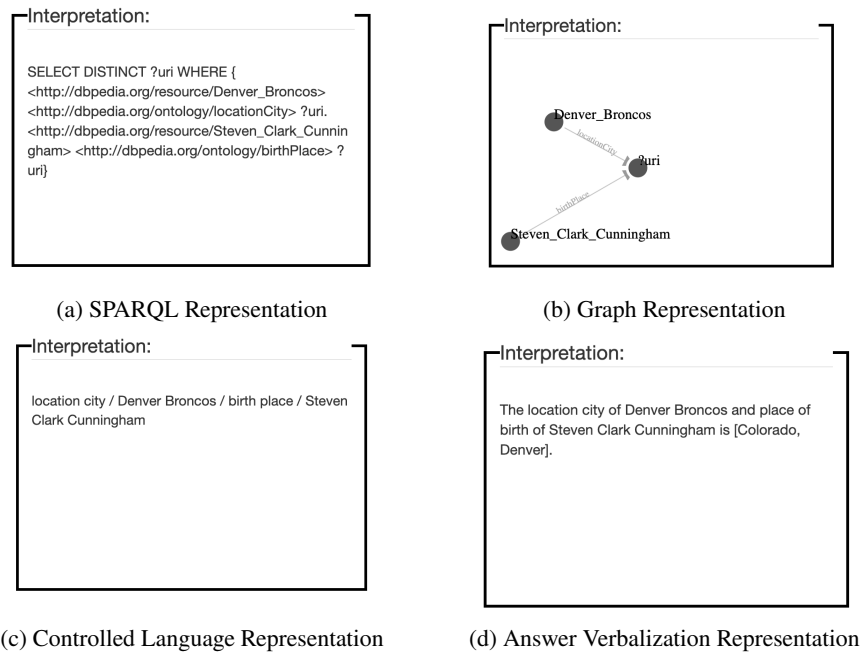 Interpretation:
SELECT DISTINCT ?uri WHERE {
<http://dbpedia.org/resource/Denver_Broncos>
<http://dbpedia.org/ontology/locationCity> ?uri.
<http://dbpedia.org/resource/Steven_Clark_Cunnin
gham> <http://dbpedia.org/ontology/birthPlace> ?
uri}
(a) SPARQL Representation
Interpretation:
Denver_Broncos
locationCity
?uri
birthPlace
Steven_Clark_Cunningham
(b) Graph Representation
Interpretation:
location city / Denver Broncos / birth place / Steven
Clark Cunningham
(c) Controlled Language Representation
Interpretation:
The location city of Denver Broncos and place of
birth of Steven Clark Cunningham is [Colorado,
Denver].
(d) Answer Verbalization Representation